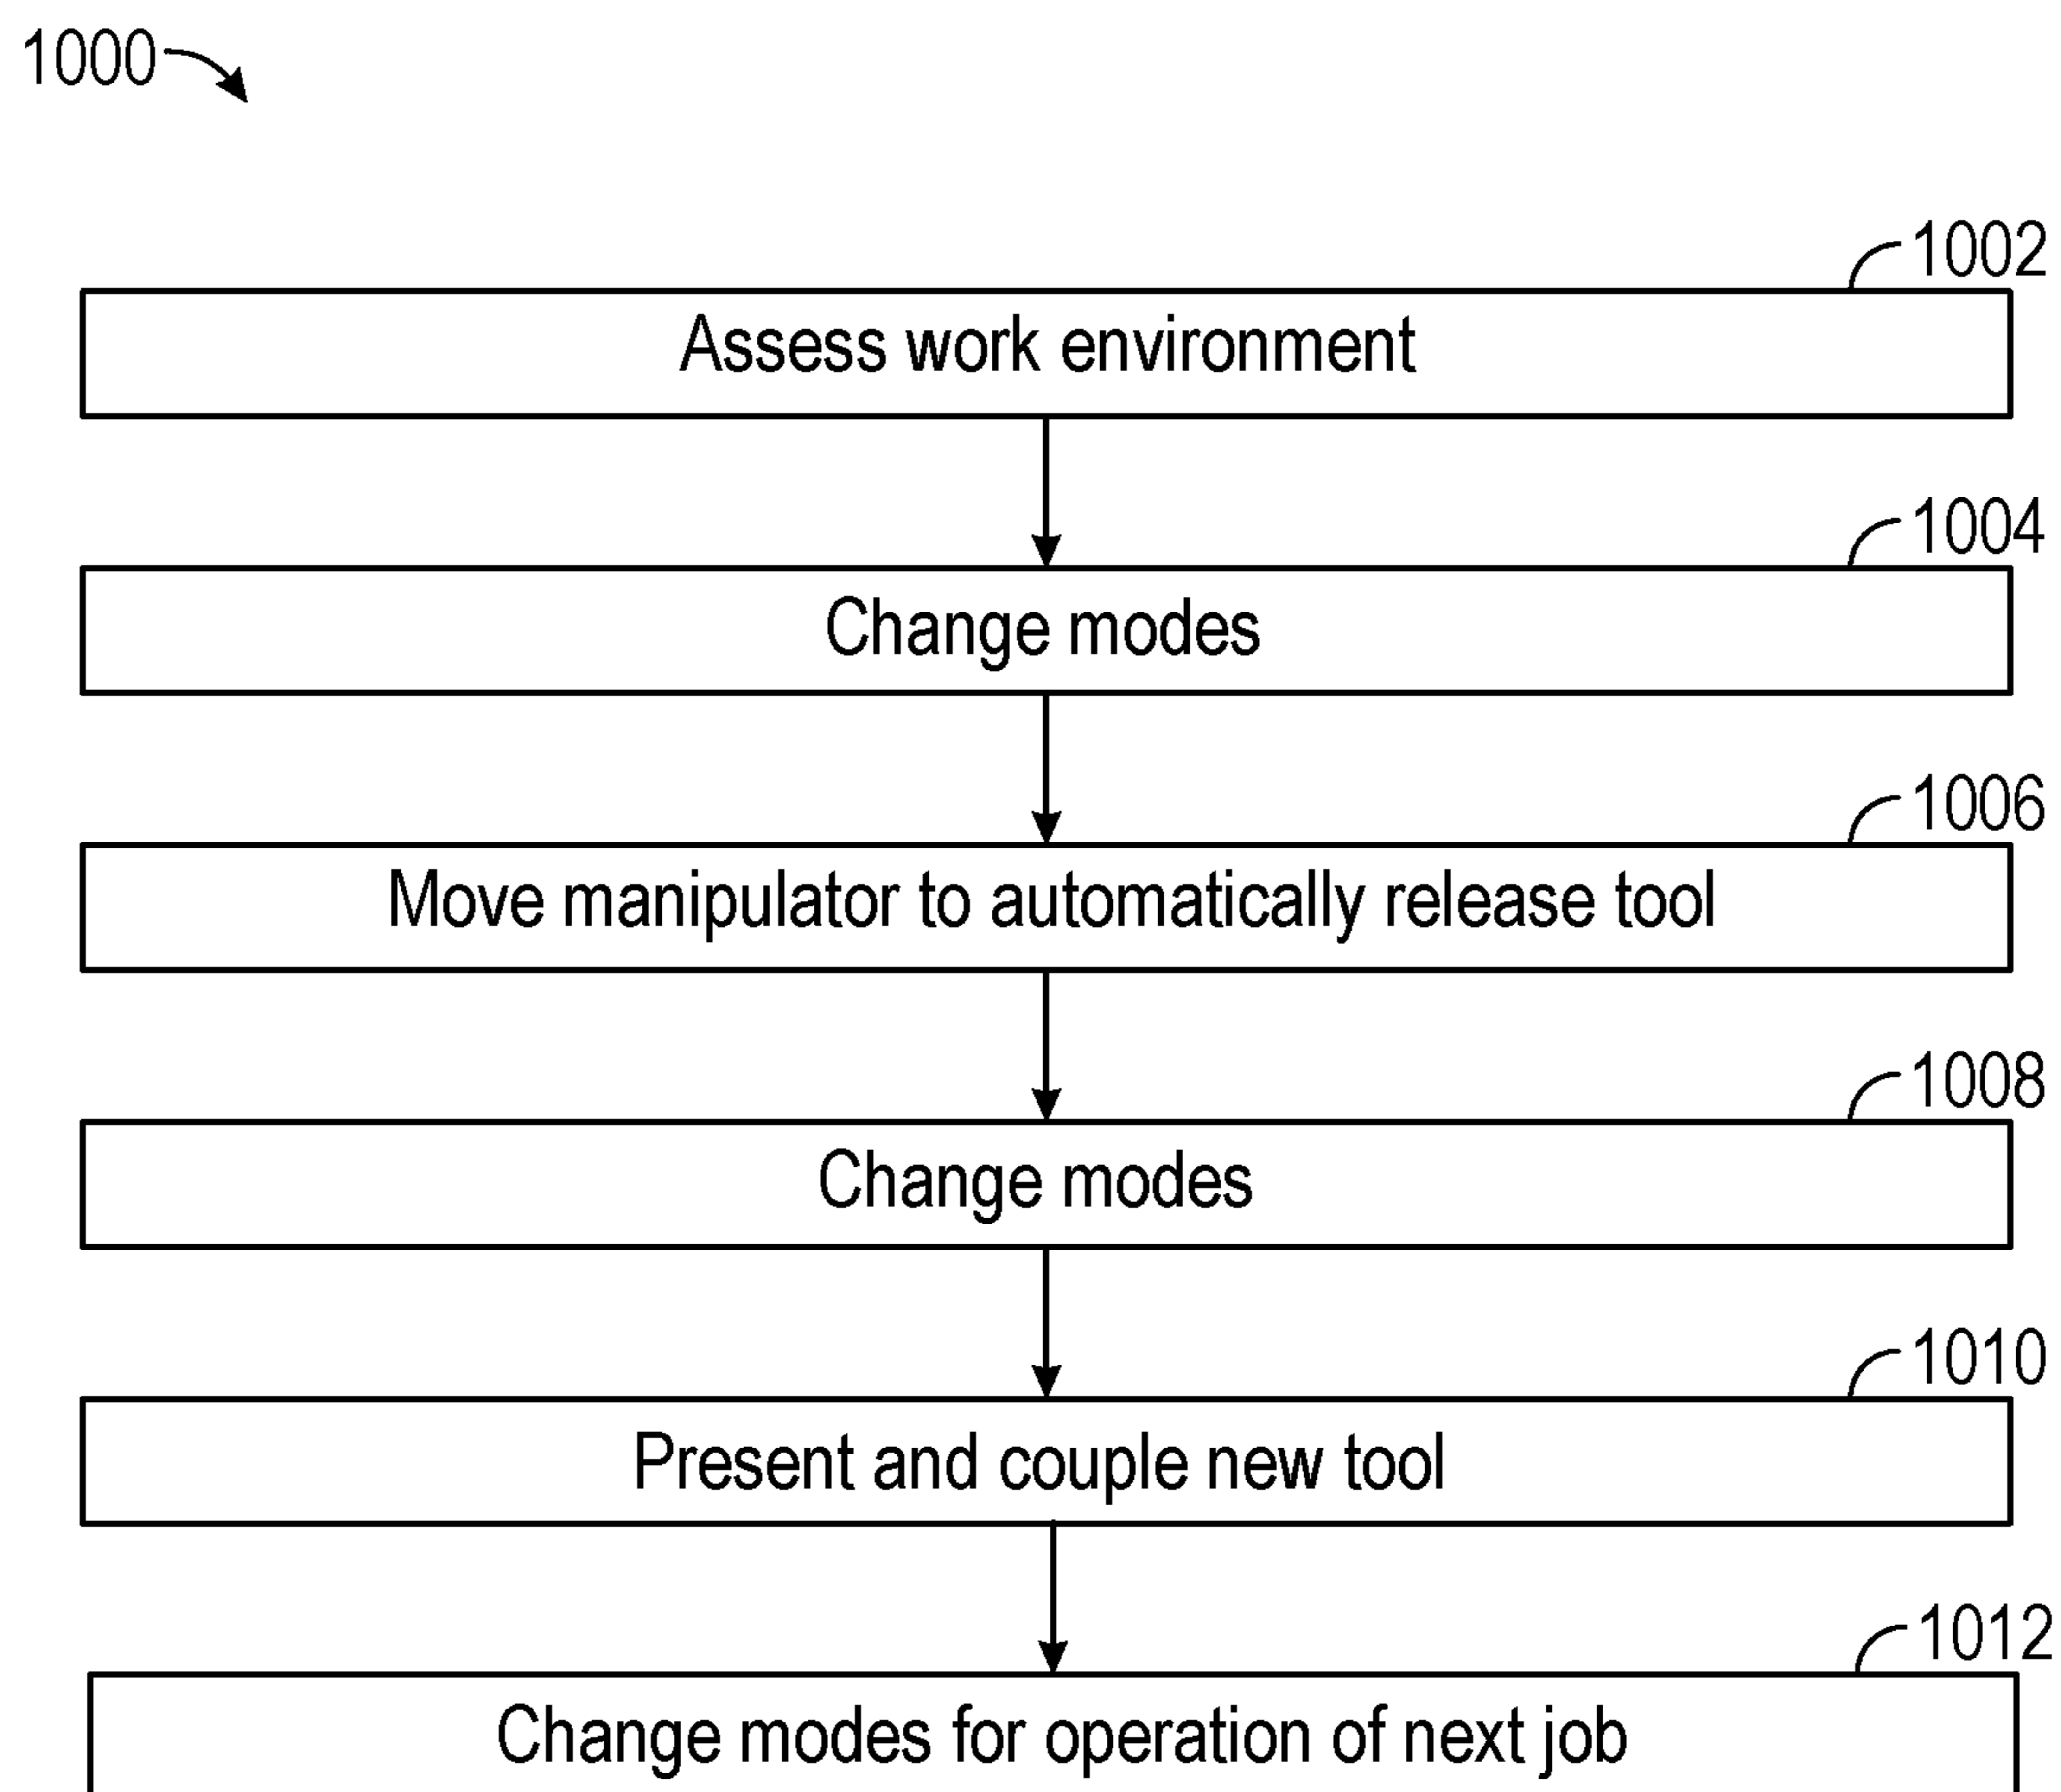 1000
1002
Assess work environment
1004
Change modes
1006
Move manipulator to automatically release tool
1008
Change modes
1010
Present and couple new tool
1012
Change modes for operation of next job